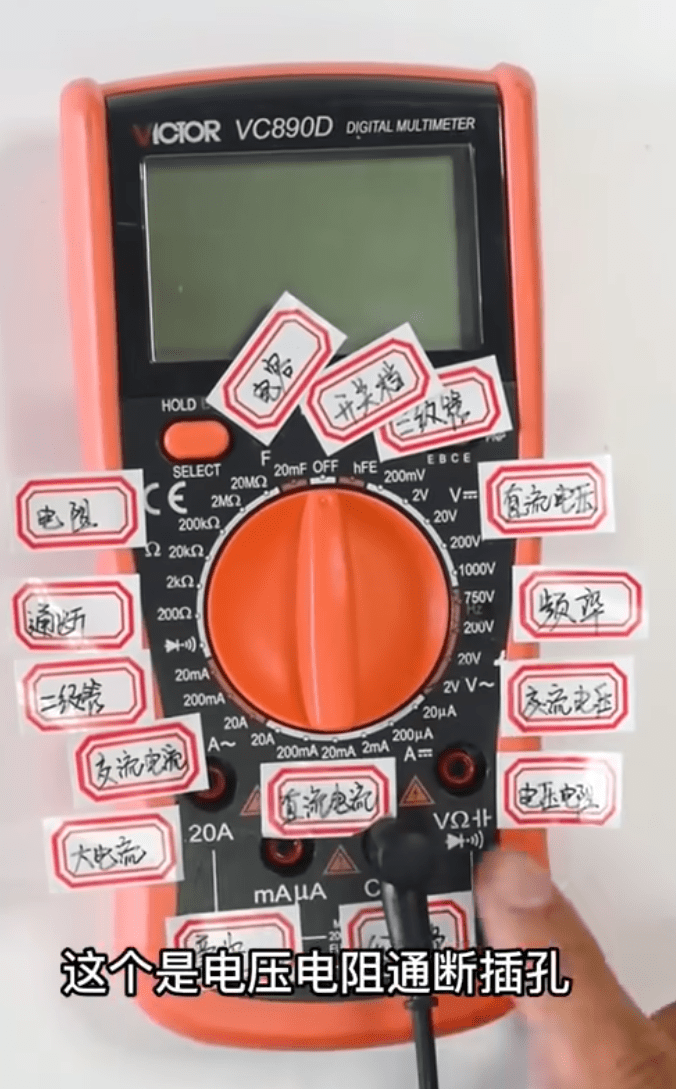 VICTOR VC890D DIGITAL MULTIMETER
电容
开关档
三级管
HOLD
SELECT
F
20mF
OFF
hFE
E B C E
20MΩ
2MΩ
200kΩ
Ω
20kΩ
2kΩ
200Ω
20mA
200mA
20A
A~
20A
200mA
20mA
2mA
200μA
20μA
A⎓
200mV
2V
V⎓
20V
200V
1000V
750V
Hz
200V
20V
2V
V~
CE
电阻
通断
二级管
交流电流
大电流
直流电压
频率
交流电压
电压电阻
直流电流
20A
mAμA
C
VΩ
这个是电压电阻通断插孔